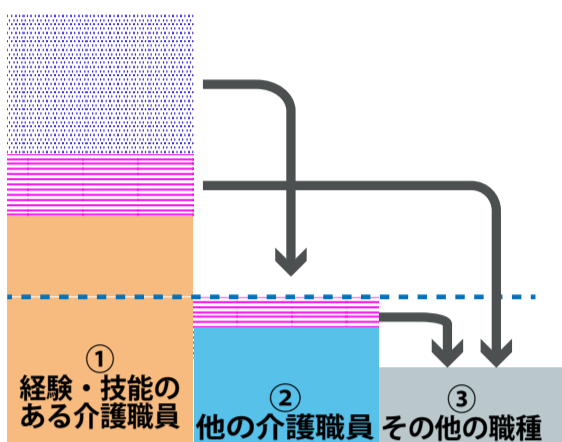 ①
経験・技能の
ある介護職員
②
他の介護職員
③
その他の職種